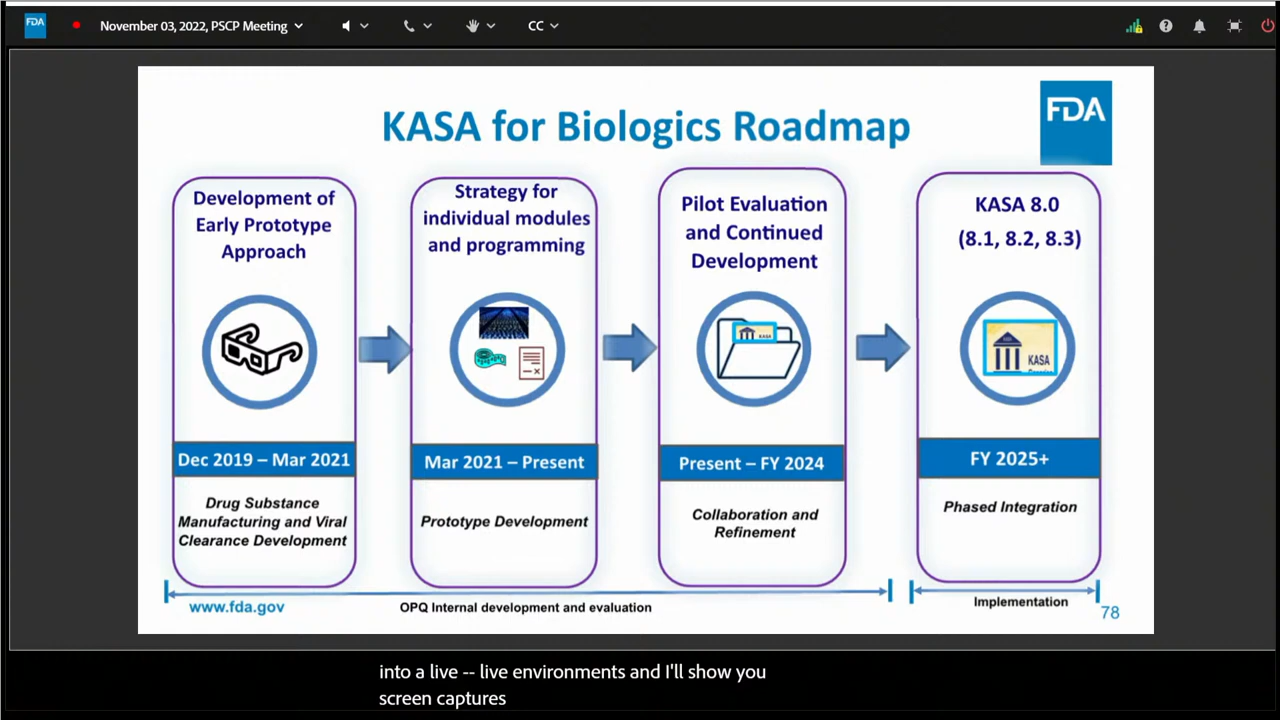 FDA
November 03, 2022, PSCP Meeting
CC
KASA for Biologics Roadmap
FDA
Development of
Early Prototype
Approach
Dec 2019 – Mar 2021
Drug Substance
Manufacturing and Viral
Clearance Development
Strategy for
individual modules
and programming
Mar 2021 – Present
Prototype Development
Pilot Evaluation
and Continued
Development
KASA
Present – FY 2024
Collaboration and
Refinement
KASA 8.0
(8.1, 8.2, 8.3)
KASA
FY 2025+
Phased Integration
www.fda.gov
OPQ Internal development and evaluation
Implementation
78
into a live -- live environments and I'll show you
screen captures